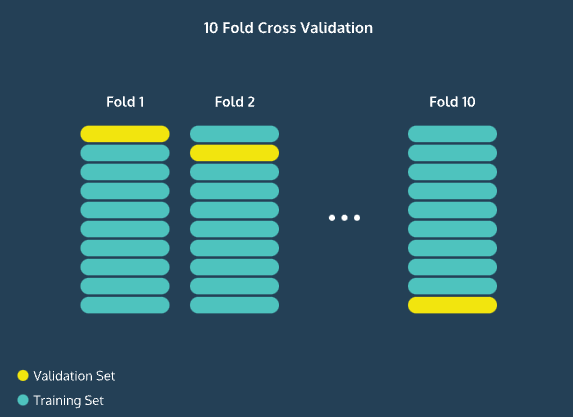 10 Fold Cross Validation
Fold 1
Fold 2
Fold 10
Validation Set
Training Set